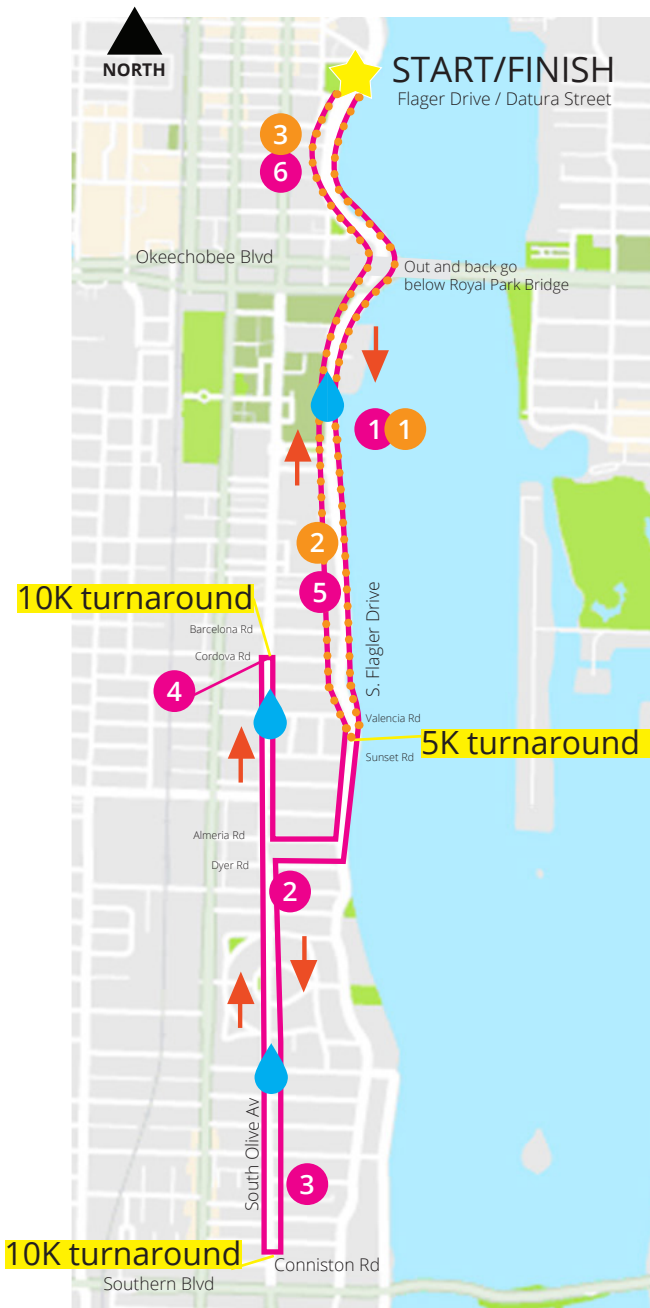 NORTH
START/FINISH
Flager Drive / Datura Street
3
6
Okeechobee Blvd
Out and back go
below Royal Park Bridge
1
1
2
5
S. Flagler Drive
10K turnaround
Barcelona Rd
Cordova Rd
4
Valencia Rd
5K turnaround
Sunset Rd
Almeria Rd
Dyer Rd
2
South Olive Av
3
10K turnaround
Conniston Rd
Southern Blvd